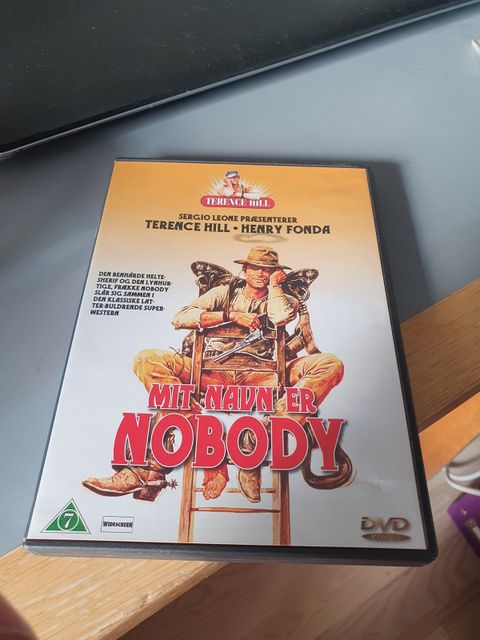 TERENCE HILL
SERGIO LEONE PRÆSENTERER
TERENCE HILL • HENRY FONDA
DEN BENHÅRDE HELTE-
SHERIF OG DEN LYNHUR-
TIGE, FRÆKKE NOBODY
SLÅR SIG SAMMEN I
DEN KLASSISKE LAT-
TER-BULDRENDE SUPER-
WESTERN
MIT NAVN ER
NOBODY
7
WIDESCREEN
DVD
VIDEO